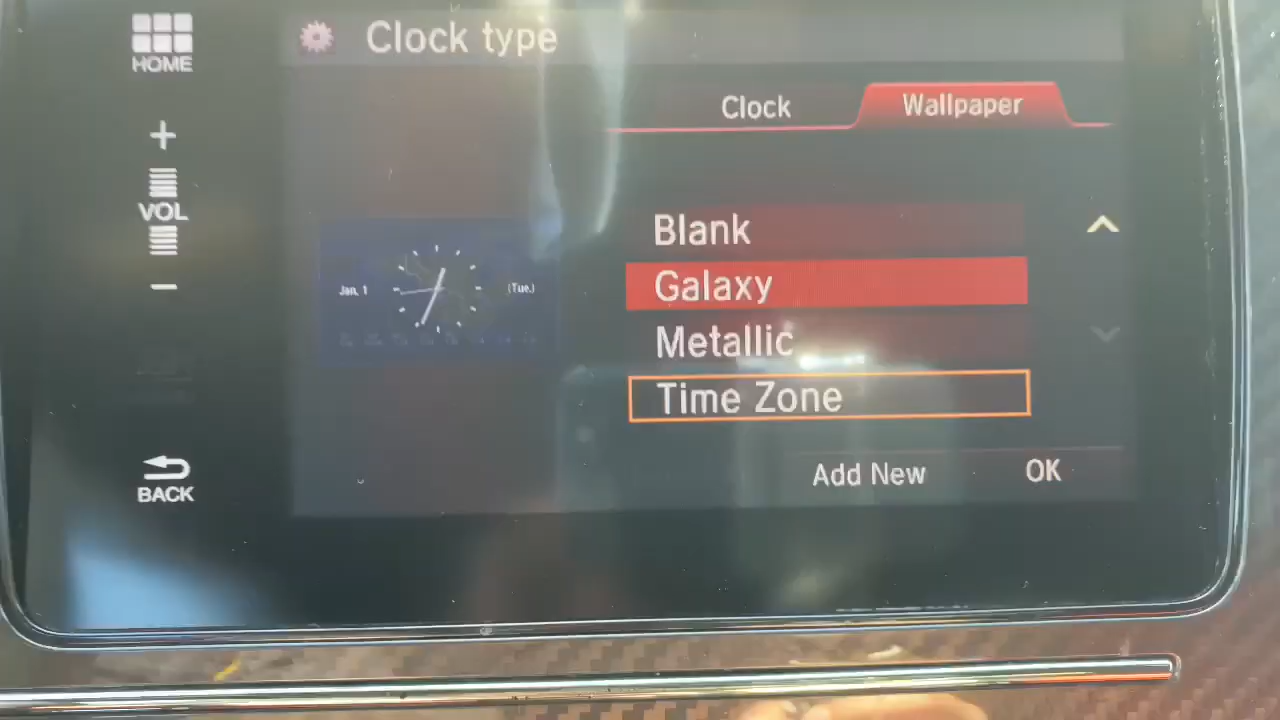 HOME
Clock type
Clock
Wallpaper
+
VOL
−
Jan, 1
(Tue.)
Blank
Galaxy
Metallic
Time Zone
BACK
Add New
OK